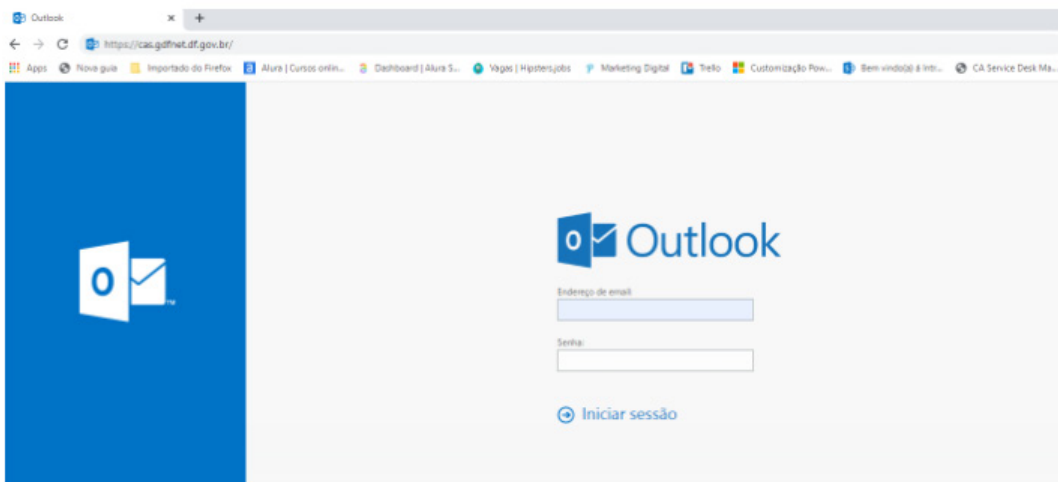 Outlook
https://cas.gdfnet.df.gov.br/
Apps Nova guia Importado do Firefox Alura | Cursos onlin... Dashboard | Alura S... Vagas | Hipsters.jobs Marketing Digital Trello Customização Pow... Bem vindo(a) à Intr... CA Service Desk Ma...
Outlook
Endereço de email:
Senha:
Iniciar sessão